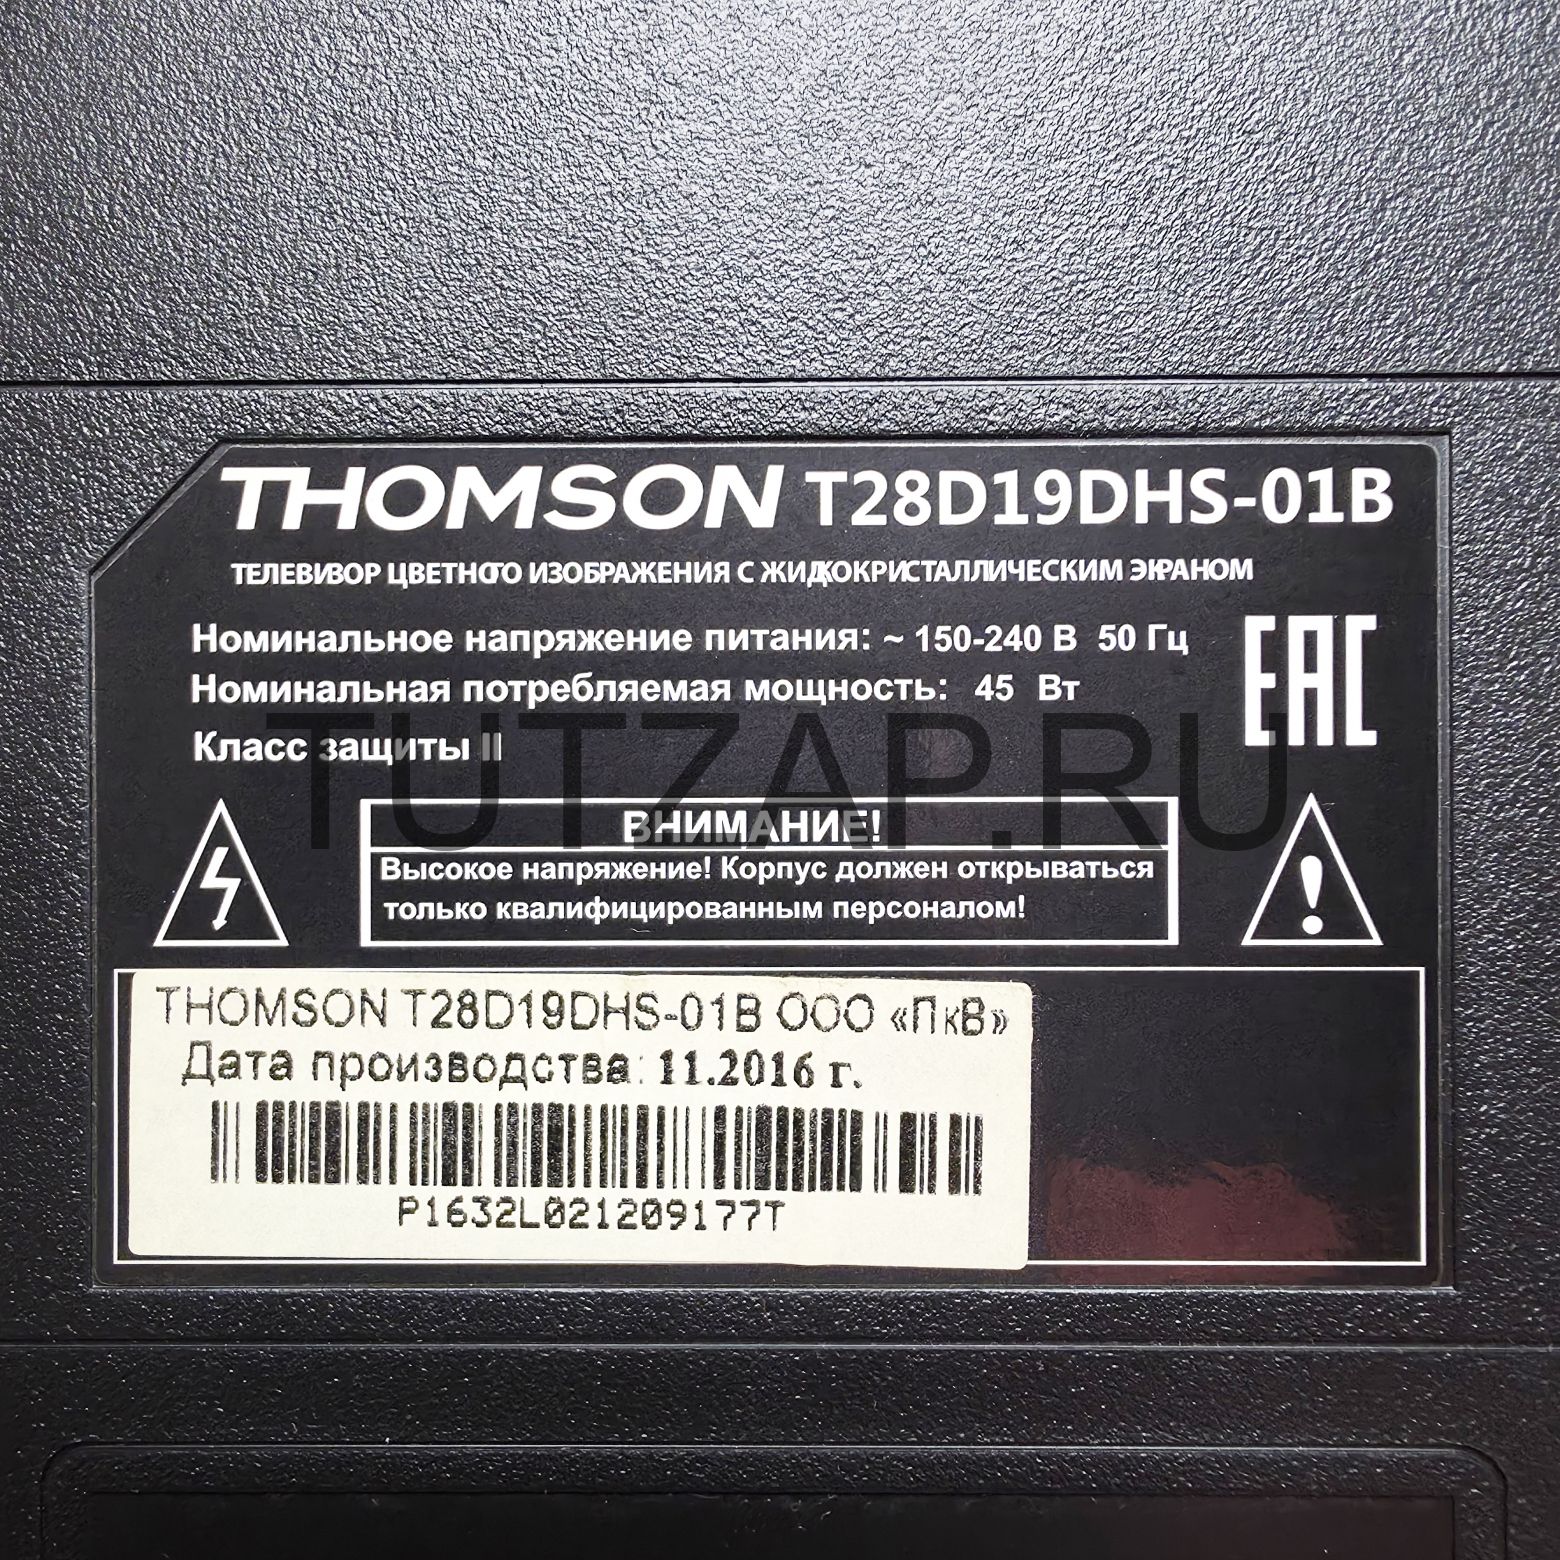 THOMSON T28D19DHS-01B
ТЕЛЕВИЗОР ЦВЕТНОГО ИЗОБРАЖЕНИЯ С ЖИДКОКРИСТАЛЛИЧЕСКИМ ЭКРАНОМ
Номинальное напряжение питания: ~ 150-240 В 50 Гц
Номинальная потребляемая мощность: 45 Вт
EAC
Класс защиты II
TUTZAP.RU
ВНИМАНИЕ!
Высокое напряжение! Корпус должен открываться
только квалифицированным персоналом!
THOMSON T28D19DHS-01B ООО «ПкВ»
Дата производства: 11.2016 г.
P1632L021209177T